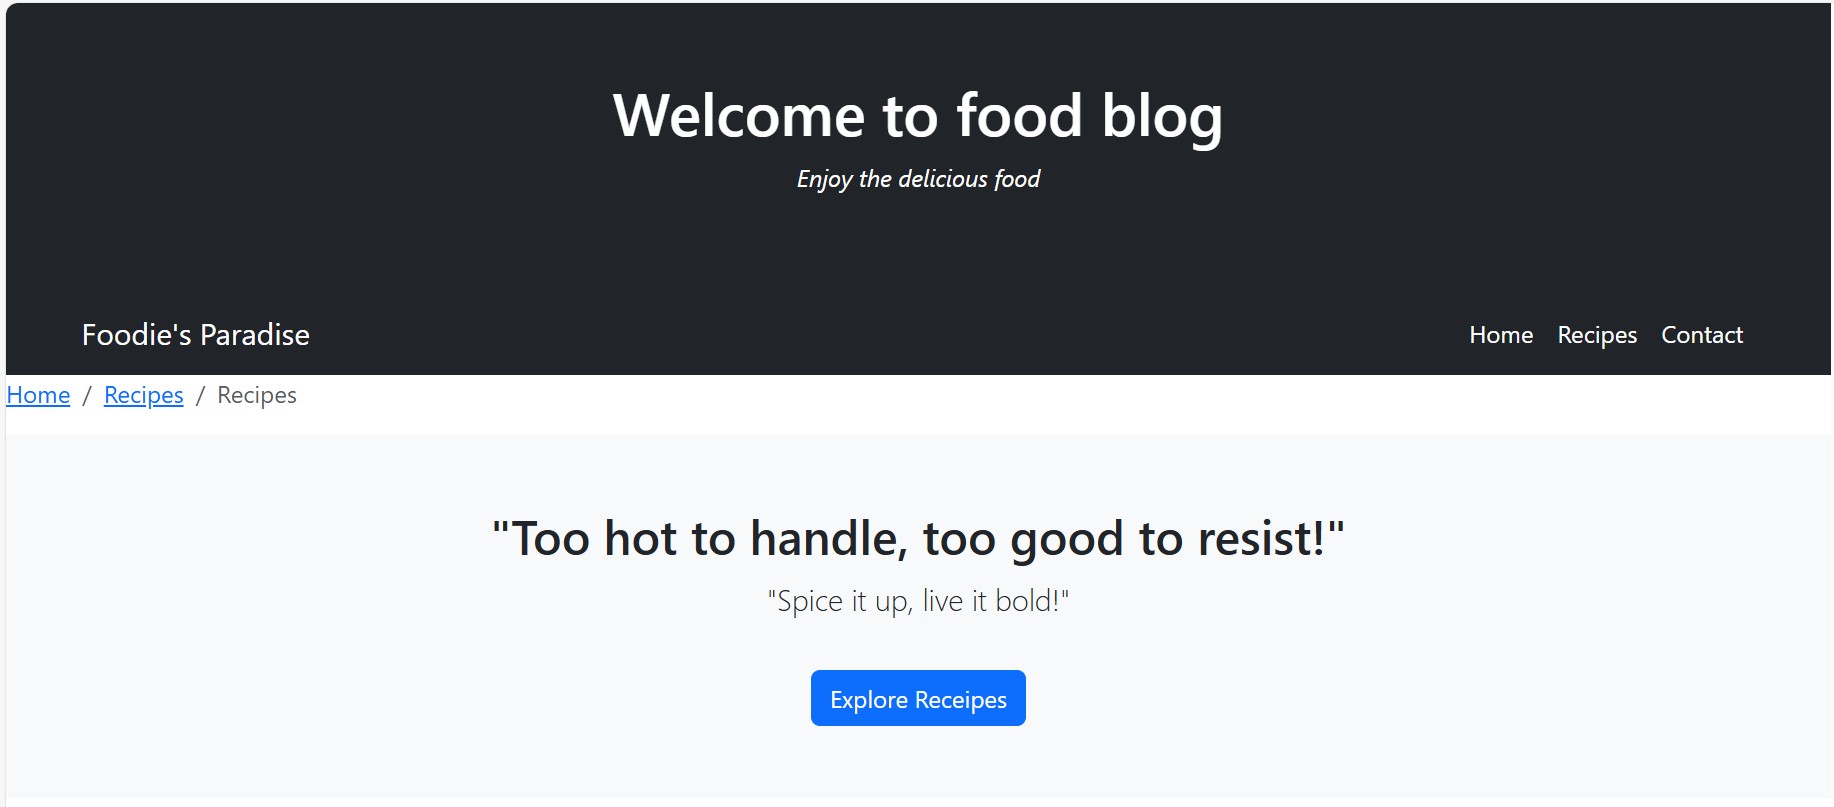 Welcome to food blog
Enjoy the delicious food
Foodie's Paradise
Home Recipes Contact
Home / Recipes / Recipes
"Too hot to handle, too good to resist!"
"Spice it up, live it bold!"
Explore Receipes